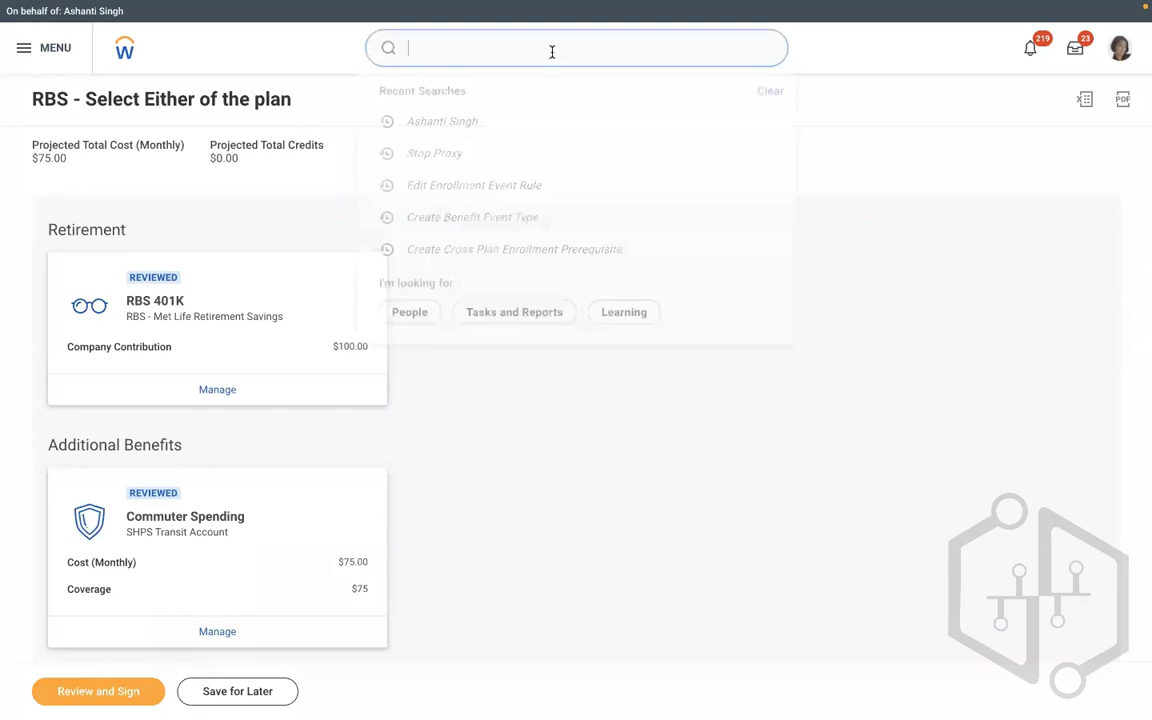 On behalf of: Ashanti Singh
MENU
W
219
23
RBS - Select Either of the plan
Recent Searches
Clear
X
PDF
Ashanti Singh
Projected Total Cost (Monthly)
$75.00
Projected Total Credits
$0.00
Stop Proxy
Edit Enrollment Event Rule
Create Benefit Event Type
Create Cross Plan Enrollment Prerequisite
I'm looking for...
People
Tasks and Reports
Learning
Retirement
REVIEWED
RBS 401K
RBS - Met Life Retirement Savings
Company Contribution
$100.00
Manage
Additional Benefits
REVIEWED
Commuter Spending
SHPS Transit Account
Cost (Monthly)
$75.00
Coverage
$75
Manage
Review and Sign
Save for Later